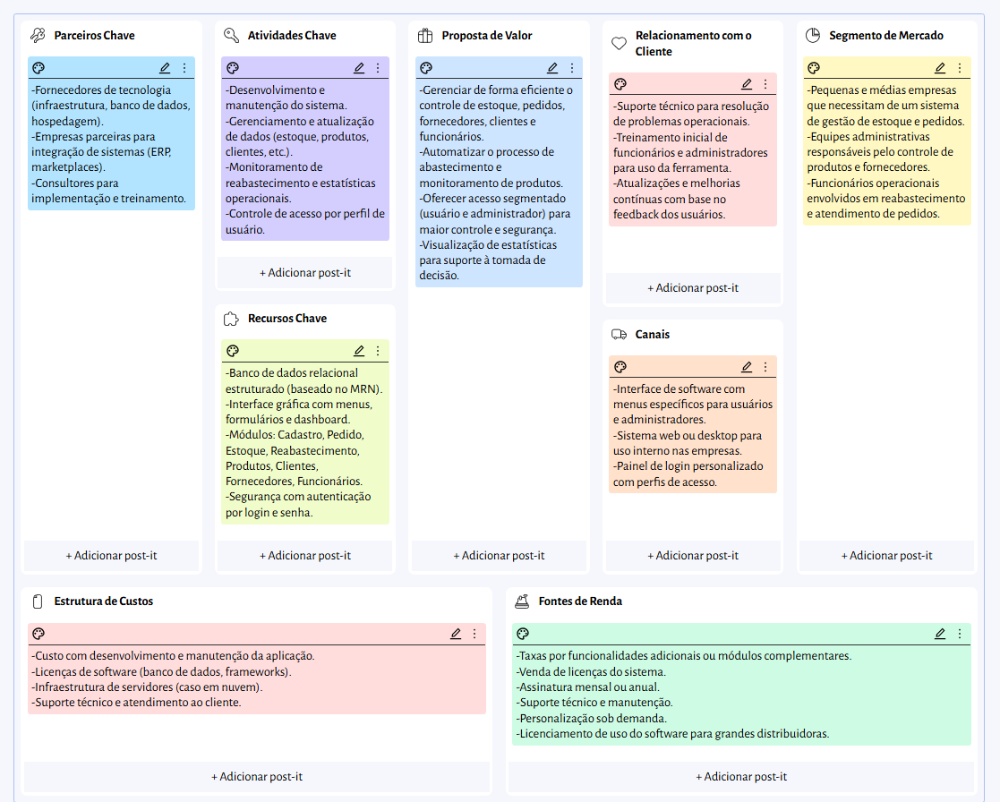 Parceiros Chave
-Fornecedores de tecnologia
(infraestrutura, banco de dados,
hospedagem).
-Empresas parceiras para
integração de sistemas (ERP,
marketplaces).
-Consultores para
implementação e treinamento.
+ Adicionar post-it
Atividades Chave
-Desenvolvimento e
manutenção do sistema.
-Gerenciamento e atualização
de dados (estoque, produtos,
clientes, etc.).
-Monitoramento de
reabastecimento e estatísticas
operacionais.
-Controle de acesso por perfil de
usuário.
+ Adicionar post-it
Recursos Chave
-Banco de dados relacional
estruturado (baseado no MRN).
-Interface gráfica com menus,
formulários e dashboard.
-Módulos: Cadastro, Pedido,
Estoque, Reabastecimento,
Produtos, Clientes,
Fornecedores, Funcionários.
-Segurança com autenticação
por login e senha.
+ Adicionar post-it
Proposta de Valor
-Gerenciar de forma eficiente o
controle de estoque, pedidos,
fornecedores, clientes e
funcionários.
-Automatizar o processo de
abastecimento e
monitoramento de produtos.
-Oferecer acesso segmentado
(usuário e administrador) para
maior controle e segurança.
-Visualização de estatísticas
para suporte à tomada de
decisão.
+ Adicionar post-it
Relacionamento com o
Cliente
-Suporte técnico para resolução
de problemas operacionais.
-Treinamento inicial de
funcionários e administradores
para uso da ferramenta.
-Atualizações e melhorias
contínuas com base no
feedback dos usuários.
+ Adicionar post-it
Canais
-Interface de software com
menus específicos para usuários
e administradores.
-Sistema web ou desktop para
uso interno nas empresas.
-Painel de login personalizado
com perfis de acesso.
+ Adicionar post-it
Segmento de Mercado
-Pequenas e médias empresas
que necessitam de um sistema
de gestão de estoque e pedidos.
-Equipes administrativas
responsáveis pelo controle de
produtos e fornecedores.
-Funcionários operacionais
envolvidos em reabastecimento
e atendimento de pedidos.
+ Adicionar post-it
Estrutura de Custos
-Custo com desenvolvimento e manutenção da aplicação.
-Licenças de software (banco de dados, frameworks).
-Infraestrutura de servidores (caso em nuvem).
-Suporte técnico e atendimento ao cliente.
+ Adicionar post-it
Fontes de Renda
-Taxas por funcionalidades adicionais ou módulos complementares.
-Venda de licenças do sistema.
-Assinatura mensal ou anual.
-Suporte técnico e manutenção.
-Personalização sob demanda.
-Licenciamento de uso do software para grandes distribuidoras.
+ Adicionar post-it